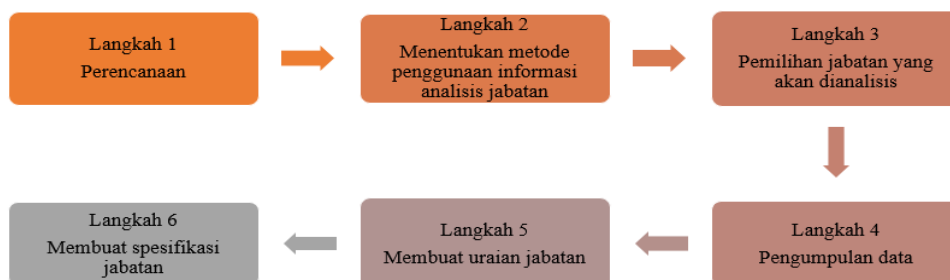 Langkah 1
Perencanaan
Langkah 2
Menentukan metode
penggunaan informasi
analisis jabatan
Langkah 3
Pemilihan jabatan yang
akan dianalisis
Langkah 4
Pengumpulan data
Langkah 5
Membuat uraian jabatan
Langkah 6
Membuat spesifikasi
jabatan